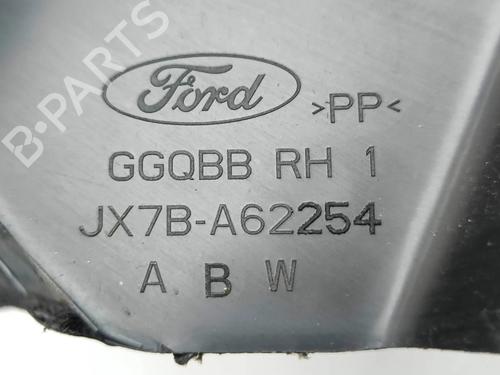 B-PARTS
Ford
>PP<
GGQBB RH 1
JX7B-A62254
A B W